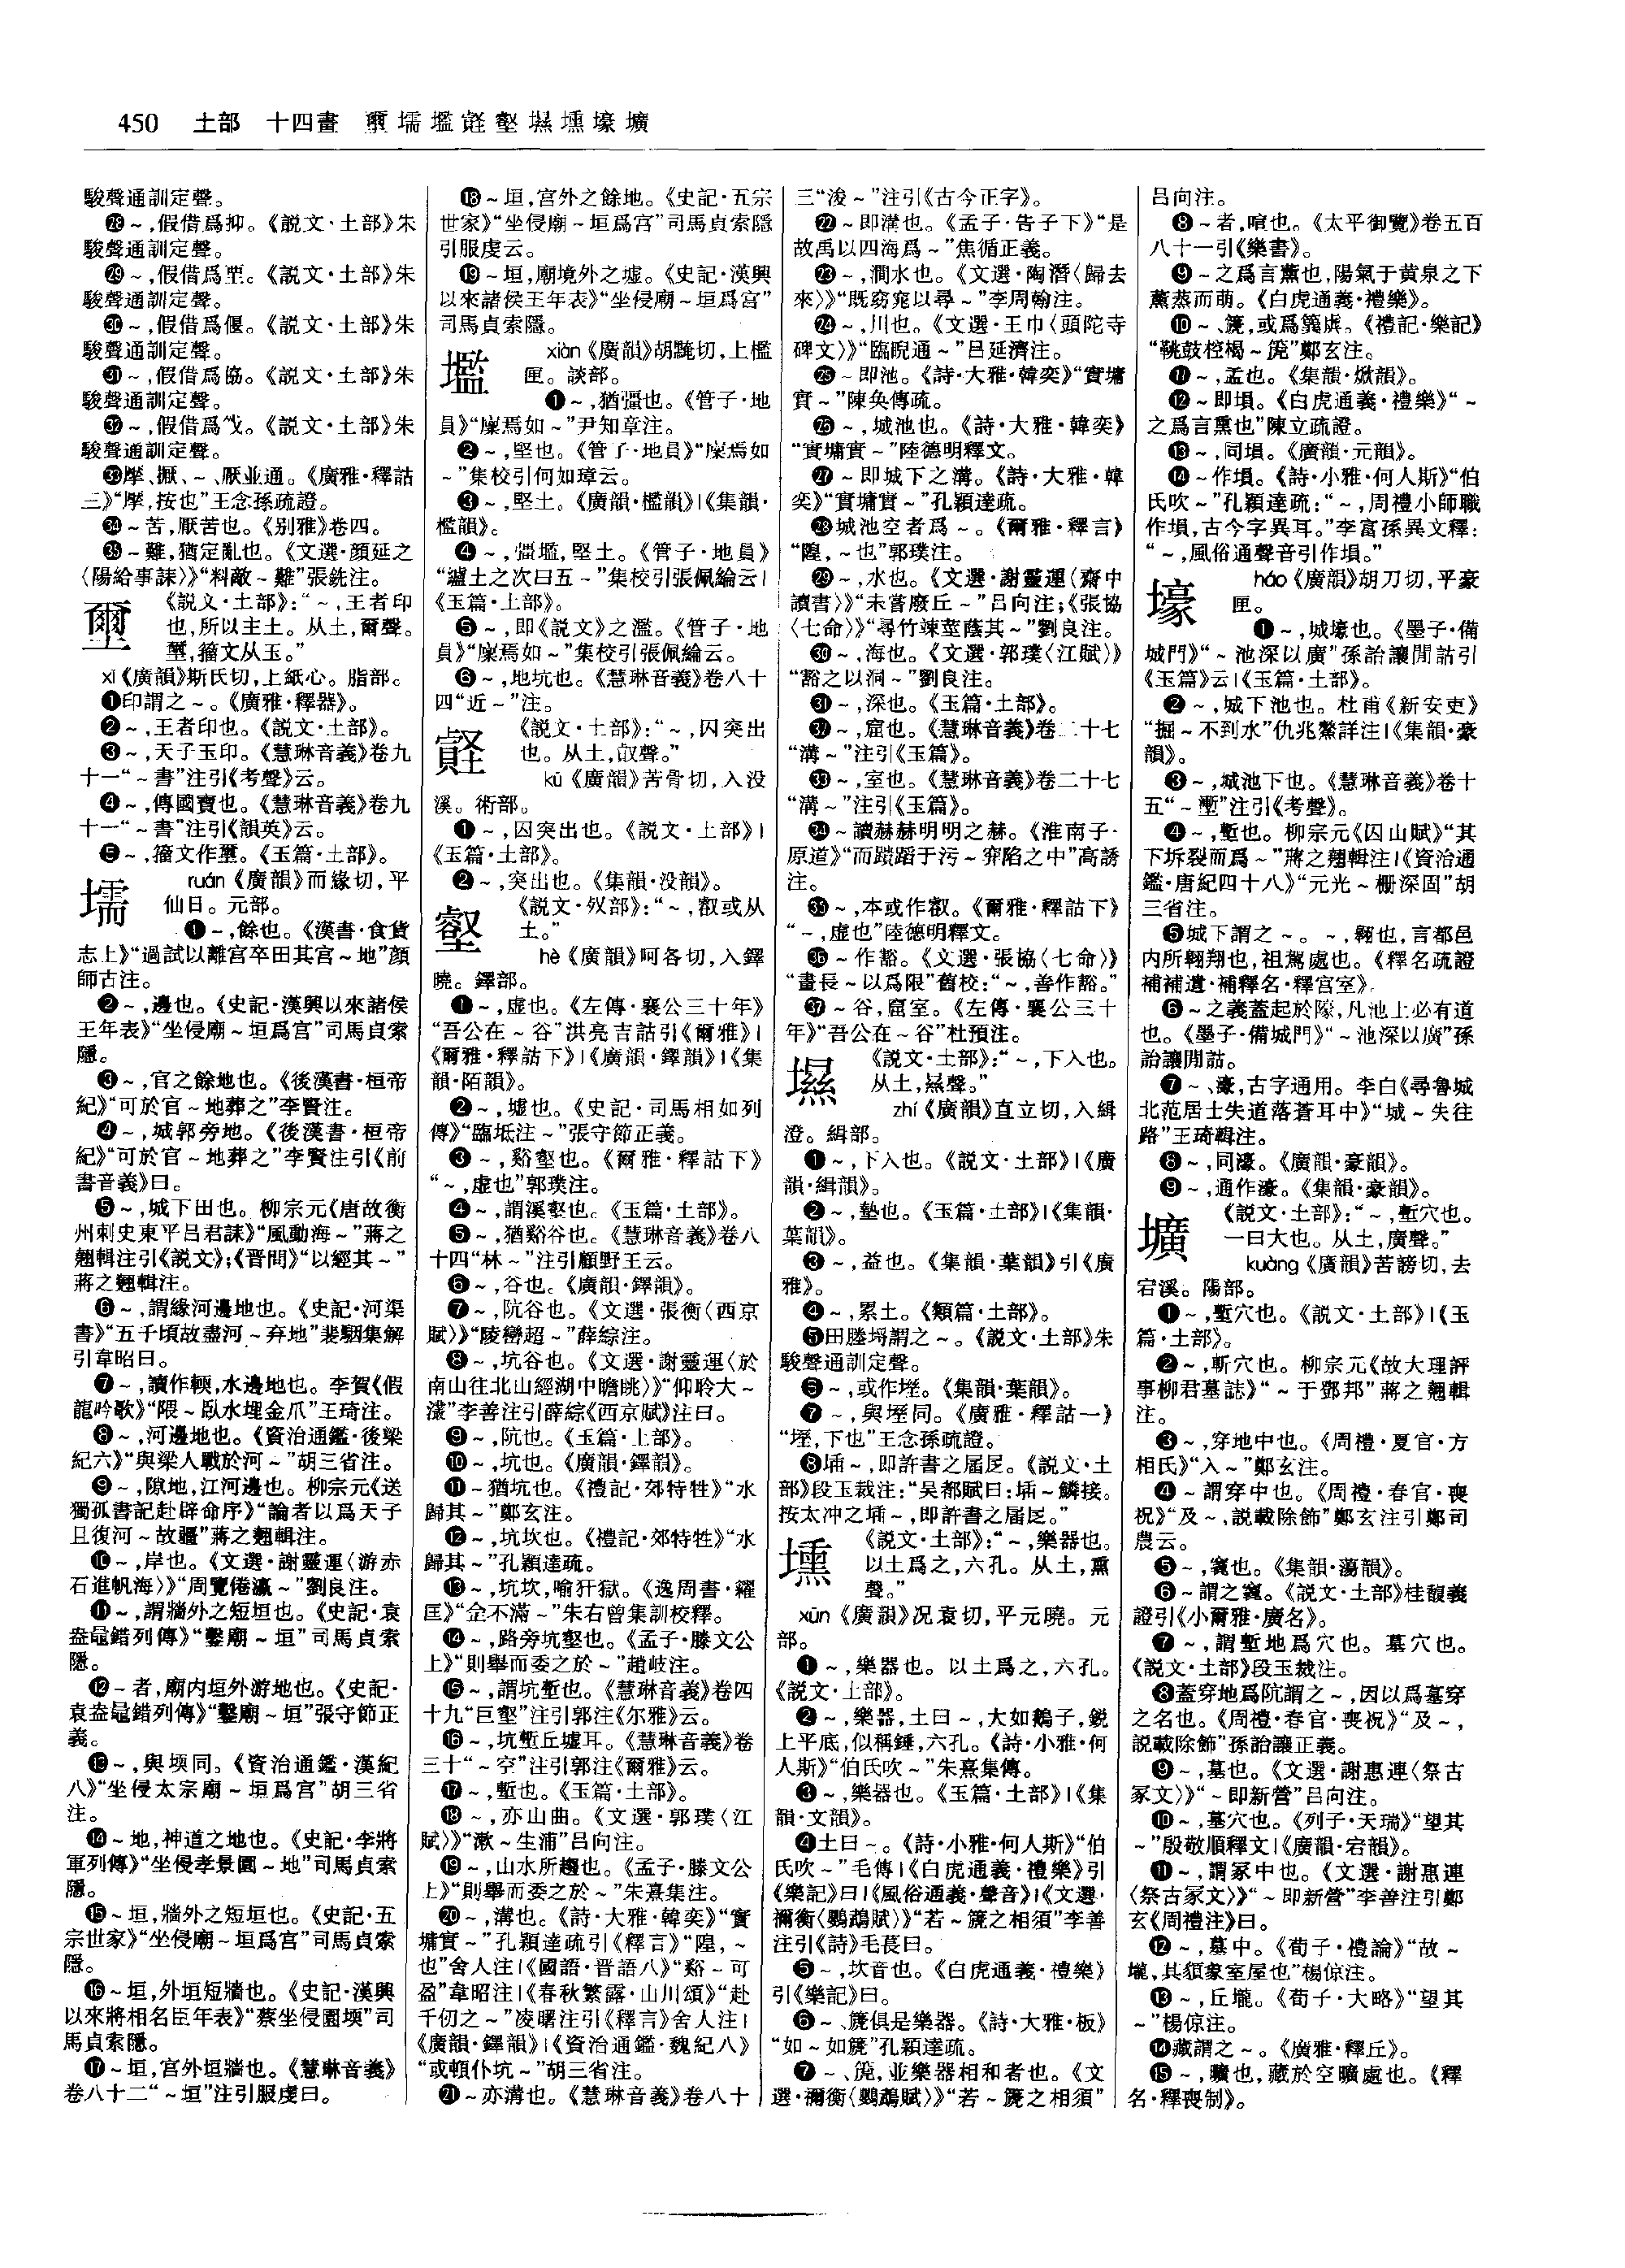 450 土部 十四畫 壐壖壏㙺壑㙷壎壕壙
駿聲通訓定聲。
㉘～,假借爲抑。《説文·土部》朱
駿聲通訓定聲。
㉙～,假借爲垔。《説文·土部》朱
駿聲通訓定聲。
㉚～,假借爲偃。《説文·土部》朱
駿聲通訓定聲。
㉛～,假借爲協。《説文·土部》朱
駿聲通訓定聲。
㉜～,假借爲戔。《説文·土部》朱
駿聲通訓定聲。
㉝擪、擫、～、厭並通。《廣雅·釋詁
三》“擪,按也”王念孫疏證。
㉞～苦,厭苦也。《别雅》卷四。
㉟～難,猶定亂也。《文選·顔延之
〈陽給事誄〉》“料敵～難”張銑注。
壐 《説文·土部》:“～,王者印
也,所以主土。从土,爾聲。
璽,籀文从玉。”
xǐ《廣韻》斯氏切,上紙心。脂部。
❶印謂之～。《廣雅·釋器》。
❷～,王者印也。《説文·土部》。
❸～,天子玉印。《慧琳音義》卷九
十一“～書”注引《考聲》云。
❹～,傳國寶也。《慧琳音義》卷九
十一“～書”注引《韻英》云。
❺～,籀文作璽。《玉篇·土部》。
壖 ruán《廣韻》而緣切,平
仙日。元部。
❶～,餘也。《漢書·食貨
志上》“過試以離宫卒田其宫～地”顔
師古注。
❷～,邊也。《史記·漢興以來諸侯
王年表》“坐侵廟～垣爲宫”司馬貞索
隱。
❸～,官之餘地也。《後漢書·桓帝
紀》“可於官～地葬之”李賢注。
❹～,城郭旁地。《後漢書·桓帝
紀》“可於官～地葬之”李賢注引《前
書音義》曰。
❺～,城下田也。柳宗元《唐故衡
州刺史東平吕君誄》“風動海～”蔣之
翹輯注引《説文》;《晋問》“以經其～”
蔣之翹輯注。
❻～,謂緣河邊地也。《史記·河渠
書》“五千頃故盡河～弃地”裴駰集解
引韋昭曰。
❼～,讀作輭,水邊地也。李賀《假
龍吟歌》“隈～卧水埋金爪”王琦注。
❽～,河邊地也。《資治通鑑·後梁
紀六》“與梁人戰於河～”胡三省注。
❾～,隙地,江河邊也。柳宗元《送
獨孤書記赴辟命序》“論者以爲天子
且復河～故疆”蔣之翹輯注。
❿～,岸也。《文選·謝靈運〈游赤
石進帆海〉》“周覽倦瀛～”劉良注。
⓫～,謂牆外之短垣也。《史記·袁
盎鼂錯列傳》“鑿廟～垣”司馬貞索
隱。
⓬～者,廟内垣外游地也。《史記·
袁盎鼂錯列傳》“鑿廟～垣”張守節正
義。
⓭～,與堧同。《資治通鑑·漢紀
八》“坐侵太宗廟～垣爲宫”胡三省
注。
⓮～地,神道之地也。《史記·李將
軍列傳》“坐侵孝景園～地”司馬貞索
隱。
⓯～垣,牆外之短垣也。《史記·五
宗世家》“坐侵廟～垣爲宫”司馬貞索
隱。
⓰～垣,外垣短牆也。《史記·漢興
以來將相名臣年表》“蔡坐侵園堧”司
馬貞索隱。
⓱～垣,宫外垣牆也。《慧琳音義》
卷八十二“～垣”注引服虔曰。
⓲～垣,宫外之餘地。《史記·五宗
世家》“坐侵廟～垣爲宫”司馬貞索隱
引服虔云。
⓳～垣,廟境外之墟。《史記·漢興
以來諸侯王年表》“坐侵廟～垣爲宫”
司馬貞索隱。
壏 xiàn《廣韻》胡黤切,上檻
匣。談部。
❶～,猶彊也。《管子·地
員》“㢘焉如～”尹知章注。
❷～,堅也。《管子·地員》“㢘焉如
～”集校引何如璋云。
❸～,堅土。《廣韻·檻韻》|《集韻·
檻韻》。
❹～,壏,堅土。《管子·地員》
“壚土之次曰五～”集校引張佩綸云|
《玉篇·土部》。
❺～,即《説文》之濫。《管子·地
員》“㢘焉如～”集校引張佩綸云。
❻～,地坑也。《慧琳音義》卷八十
四“近～”注。
㙺 《説文·土部》:“～,囚突出
也。从土,㕡聲。”
kū《廣韻》苦骨切,入没
溪。術部。
❶～,囚突出也。《説文·土部》|
《玉篇·土部》。
❷～,突出也。《集韻·没韻》。
壑 《説文·㕡部》:“～,叡或从
土。”
hè《廣韻》呵各切,入鐸
曉。鐸部。
❶～,虚也。《左傳·襄公三十年》
“吾公在～谷”洪亮吉詁引《爾雅》|
《爾雅·釋詁下》|《廣韻·鐸韻》|《集
韻·陌韻》。
❷～,墟也。《史記·司馬相如列
傳》“臨坻注～”張守節正義。
❸～,谿壑也。《爾雅·釋詁下》
“～,虚也”郭璞注。
❹～,謂溪壑也。《玉篇·土部》。
❺～,猶谿谷也。《慧琳音義》卷八
十四“林～”注引顧野王云。
❻～,谷也。《廣韻·鐸韻》。
❼～,阬谷也。《文選·張衡〈西京
賦〉》“陵巒超～”薛綜注。
❽～,坑谷也。《文選·謝靈運〈於
南山往北山經湖中瞻眺〉》“仰聆大～
灇”李善注引薛綜《西京賦》注曰。
❾～,阬也。《玉篇·土部》。
❿～,坑也。《廣韻·鐸韻》。
⓫～猶坑也。《禮記·郊特牲》“水
歸其～”鄭玄注。
⓬～,坑坎也。《禮記·郊特牲》“水
歸其～”孔穎達疏。
⓭～,坑坎,喻犴獄。《逸周書·糴
匡》“企不滿～”朱右曾集訓校釋。
⓮～,路旁坑壑也。《孟子·滕文公
上》“則舉而委之於～”趙岐注。
⓯～,謂坑壍也。《慧琳音義》卷四
十九“巨壑”注引郭注《尔雅》云。
⓰～,坑塹丘墟耳。《慧琳音義》卷
三十“～空”注引郭注《爾雅》云。
⓱～,塹也。《玉篇·土部》。
⓲～,亦山曲。《文選·郭璞〈江
賦〉》“漱～生浦”吕向注。
⓳～,山水所趨也。《孟子·滕文公
上》“則舉而委之於～”朱熹集注。
⓴～,溝也。《詩·大雅·韓奕》“實
墉實～”孔穎達疏引《釋言》“隍,～
也”舍人注|《國語·晋語八》“谿～可
盈”韋昭注|《春秋繁露·山川頌》“赴
千仞之～”凌曙注引《釋言》舍人注|
《廣韻·鐸韻》|《資治通鑑·魏紀八》
“或頓仆坑～”胡三省注。
㉑～亦溝也。《慧琳音義》卷八十
三“浚～”注引《古今正字》。
㉒～即溝也。《孟子·告子下》“是
故禹以四海爲～”焦循正義。
㉓～,澗水也。《文選·陶潛〈歸去
來〉》“既窈窕以尋～”李周翰注。
㉔～,川也。《文選·王巾〈頭陀寺
碑文〉》“臨睨通～”吕延濟注。
㉕～即池。《詩·大雅·韓奕》“實墉
實～”陳奂傳疏。
㉖～,城池也。《詩·大雅·韓奕》
“實墉實～”陸德明釋文。
㉗～即城下之溝。《詩·大雅·韓
奕》“實墉實～”孔穎達疏。
㉘城池空者爲～。《爾雅·釋言》
“隍,～也”郭璞注。
㉙～,水也。《文選·謝靈運〈齋中
讀書〉》“未嘗廢丘～”吕向注;《張協
〈七命〉》“尋竹竦莖蔭其～”劉良注。
㉚～,海也。《文選·郭璞〈江賦〉》
“豁之以洞～”劉良注。
㉛～,深也。《玉篇·土部》。
㉜～,窟也。《慧琳音義》卷二十七
“溝～”注引《玉篇》。
㉝～,室也。《慧琳音義》卷二十七
“溝～”注引《玉篇》。
㉞～讀赫赫明明之赫。《淮南子·
原道》“而蹪蹈于污～穽陷之中”高誘
注。
㉟～,本或作叡。《爾雅·釋詁下》
“～,虚也”陸德明釋文。
㊱～作豁。《文選·張協〈七命〉》
“畫長～以爲限”舊校:“～,善作豁。”
㊲～谷,窟室。《左傳·襄公三十
年》“吾公在～谷”杜預注。
㙷 《説文·土部》:“～,下入也。
从土,㬎聲。”
zhí《廣韻》直立切,入緝
澄。緝部。
❶～,下入也。《説文·土部》|《廣
韻·緝韻》。
❷～,墊也。《玉篇·土部》|《集韻·
葉韻》。
❸～,益也。《集韻·葉韻》引《廣
雅》。
❹～,累土。《類篇·土部》。
❺田塍埒謂之～。《説文·土部》朱
駿聲通訓定聲。
❻～,或作垤。《集韻·葉韻》。
❼～,與垤同。《廣雅·釋詁一》
“垤,下也”王念孫疏證。
❽㙮～,即許書之届㞏。《説文·土
部》段玉裁注:“吴都賦曰:㙮～鱗接。
按太冲之㙮～,即許書之届㞏。”
壎 《説文·土部》:“～,樂器也。
以土爲之,六孔。从土,熏
聲。”
xūn《廣韻》况袁切,平元曉。元
部。
❶～,樂器也。以土爲之,六孔。
《説文·土部》。
❷～,樂器,土曰～,大如鵝子,鋭
上平底,似稱錘,六孔。《詩·小雅·何
人斯》“伯氏吹～”朱熹集傳。
❸～,樂器也。《玉篇·土部》|《集
韻·文韻》。
❹土曰～。《詩·小雅·何人斯》“伯
氏吹～”毛傳|《白虎通義·禮樂》引
《樂記》曰|《風俗通義·聲音》|《文選·
禰衡〈鸚鵡賦〉》“若～篪之相須”李善
注引《詩》毛萇曰。
❺～,坎音也。《白虎通義·禮樂》
引《樂記》曰。
❻～、篪俱是樂器。《詩·大雅·板》
“如～如篪”孔穎達疏。
❼～、箎,並樂器相和者也。《文
選·禰衡〈鸚鵡賦〉》“若～篪之相須”
吕向注。
❽～者,喧也。《太平御覽》卷五百
八十一引《樂書》。
❾～之爲言薰也,陽氣于黄泉之下
薰蒸而萌。《白虎通義·禮樂》。
❿～、篪,或爲簨虡。《禮記·樂記》
“鞉鼓椌楬～箎”鄭玄注。
⓫～,盂也。《集韻·焮韻》。
⓬～即塤。《白虎通義·禮樂》“～
之爲言熏也”陳立疏證。
⓭～,同塤。《廣韻·元韻》。
⓮～作塤。《詩·小雅·何人斯》“伯
氏吹～”孔穎達疏:“～,周禮小師職
作塤,古今字異耳。”李富孫異文釋:
“～,風俗通聲音引作塤。”
壕 háo《廣韻》胡刀切,平豪
匣。
❶～,城壕也。《墨子·備
城門》“～池深以廣”孫詒讓閒詁引
《玉篇》云|《玉篇·土部》。
❷～,城下池也。杜甫《新安吏》
“掘～不到水”仇兆鰲詳注|《集韻·豪
韻》。
❸～,城池下也。《慧琳音義》卷十
五“～塹”注引《考聲》。
❹～,塹也。柳宗元《囚山賦》“其
下坼裂而爲～”蔣之翹輯注|《資治通
鑑·唐紀四十八》“元光～栅深固”胡
三省注。
❺城下謂之～。～,翱也,言都邑
内所翱翔也,祖駕處也。《釋名疏證
補補遺·補釋名·釋宫室》。
❻～之義蓋起於隍,凡池上必有道
也。《墨子·備城門》“～池深以廣”孫
詒讓閒詁。
❼～、濠,古字通用。李白《尋魯城
北范居士失道落蒼耳中》“城～失往
路”王琦輯注。
❽～,同濠。《廣韻·豪韻》。
❾～,通作濠。《集韻·豪韻》。
壙 《説文·土部》:“～,塹穴也。
一曰大也。从土,廣聲。”
kuàng《廣韻》苦謗切,去
宕溪。陽部。
❶～,塹穴也。《説文·土部》|《玉
篇·土部》。
❷～,斬穴也。柳宗元《故大理評
事柳君墓誌》“～于鄧邦”蔣之翹輯
注。
❸～,穿地中也。《周禮·夏官·方
相氏》“入～”鄭玄注。
❹～謂穿中也。《周禮·春官·喪
祝》“及～,説載除飾”鄭玄注引鄭司
農云。
❺～,竁也。《集韻·蕩韻》。
❻～謂之竁。《説文·土部》桂馥義
證引《小爾雅·廣名》。
❼～,謂塹地爲穴也。墓穴也。
《説文·土部》段玉裁注。
❽蓋穿地爲阬謂之～,因以爲墓穿
之名也。《周禮·春官·喪祝》“及～,
説載除飾”孫詒讓正義。
❾～,墓也。《文選·謝惠連〈祭古
冢文〉》“～即新營”吕向注。
❿～,墓穴也。《列子·天瑞》“望其
～”殷敬順釋文|《廣韻·宕韻》。
⓫～,謂冢中也。《文選·謝惠連
〈祭古冢文〉》“～即新營”李善注引鄭
玄《周禮注》曰。
⓬～,墓中。《荀子·禮論》“故～
壠,其䫉象室屋也”楊倞注。
⓭～,丘壠。《荀子·大略》“望其
～”楊倞注。
⓮藏謂之～。《廣雅·釋丘》。
⓯～,曠也,藏於空曠處也。《釋
名·釋喪制》。